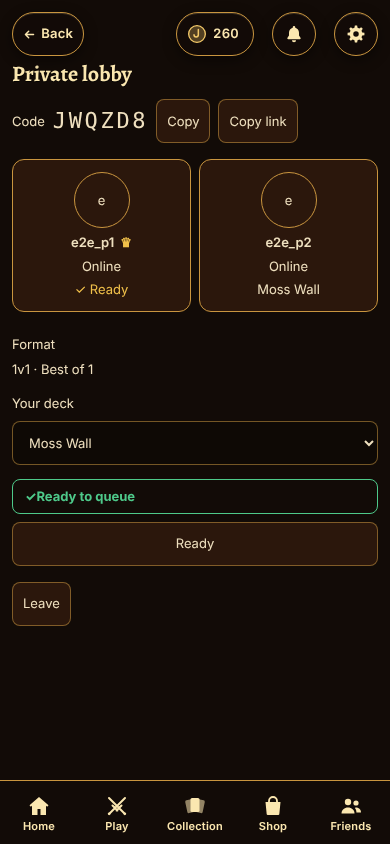 ← Back
J 260
Private lobby
Code JWQZD8 Copy Copy link
e
e2e_p1 ♛
Online
✓ Ready
e
e2e_p2
Online
Moss Wall
Format
1v1 · Best of 1
Your deck
Moss Wall
✓Ready to queue
Ready
Leave
Home Play Collection Shop Friends